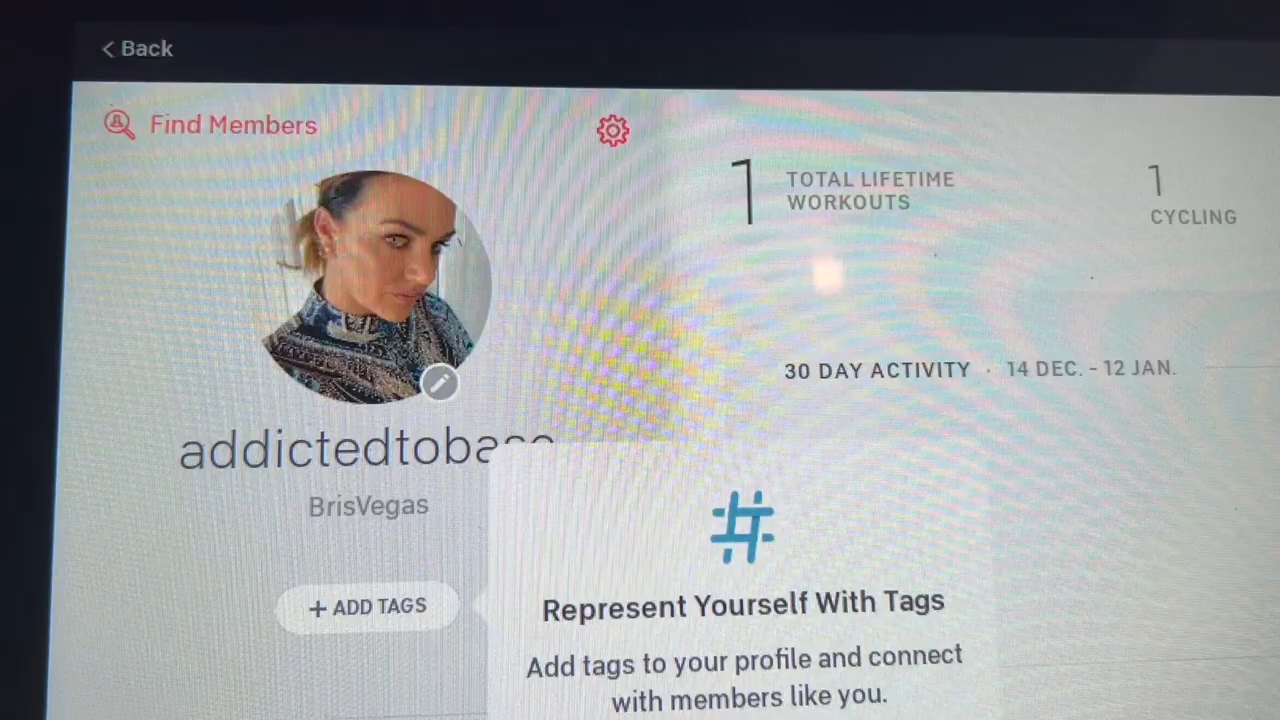 Back
Find Members
1
TOTAL LIFETIME
WORKOUTS
1
CYCLING
30 DAY ACTIVITY · 14 DEC. - 12 JAN.
BrisVegas
+ ADD TAGS
Represent Yourself With Tags
Add tags to your profile and connect
with members like you.